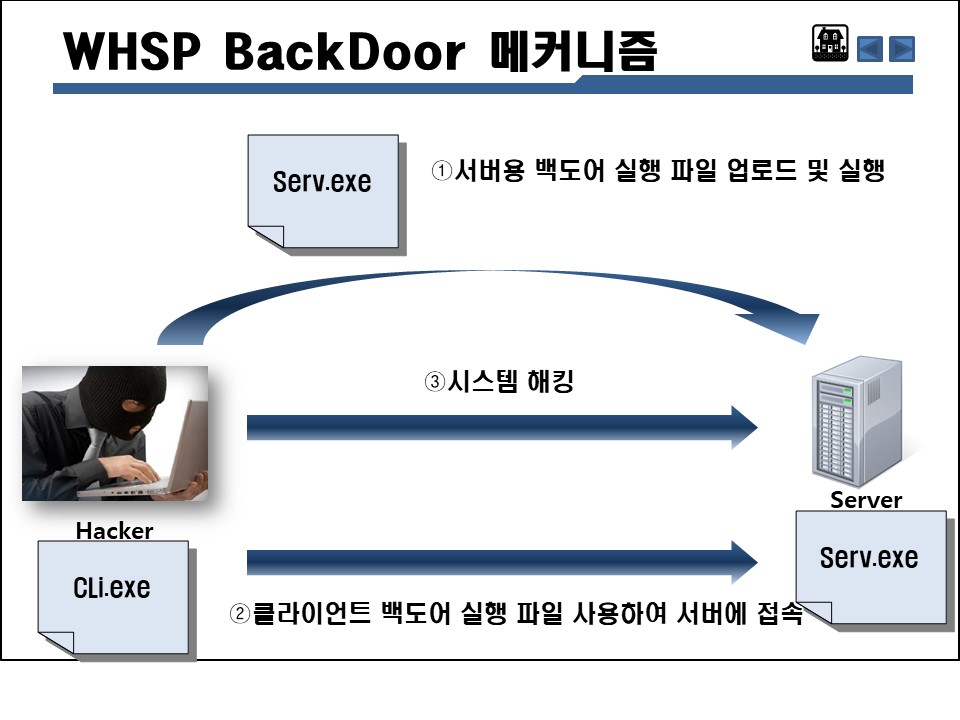 WHSP BackDoor 메커니즘
Serv.exe
①서버용 백도어 실행 파일 업로드 및 실행
③시스템 해킹
Hacker
Server
CLi.exe
Serv.exe
②클라이언트 백도어 실행 파일 사용하여 서버에 접속